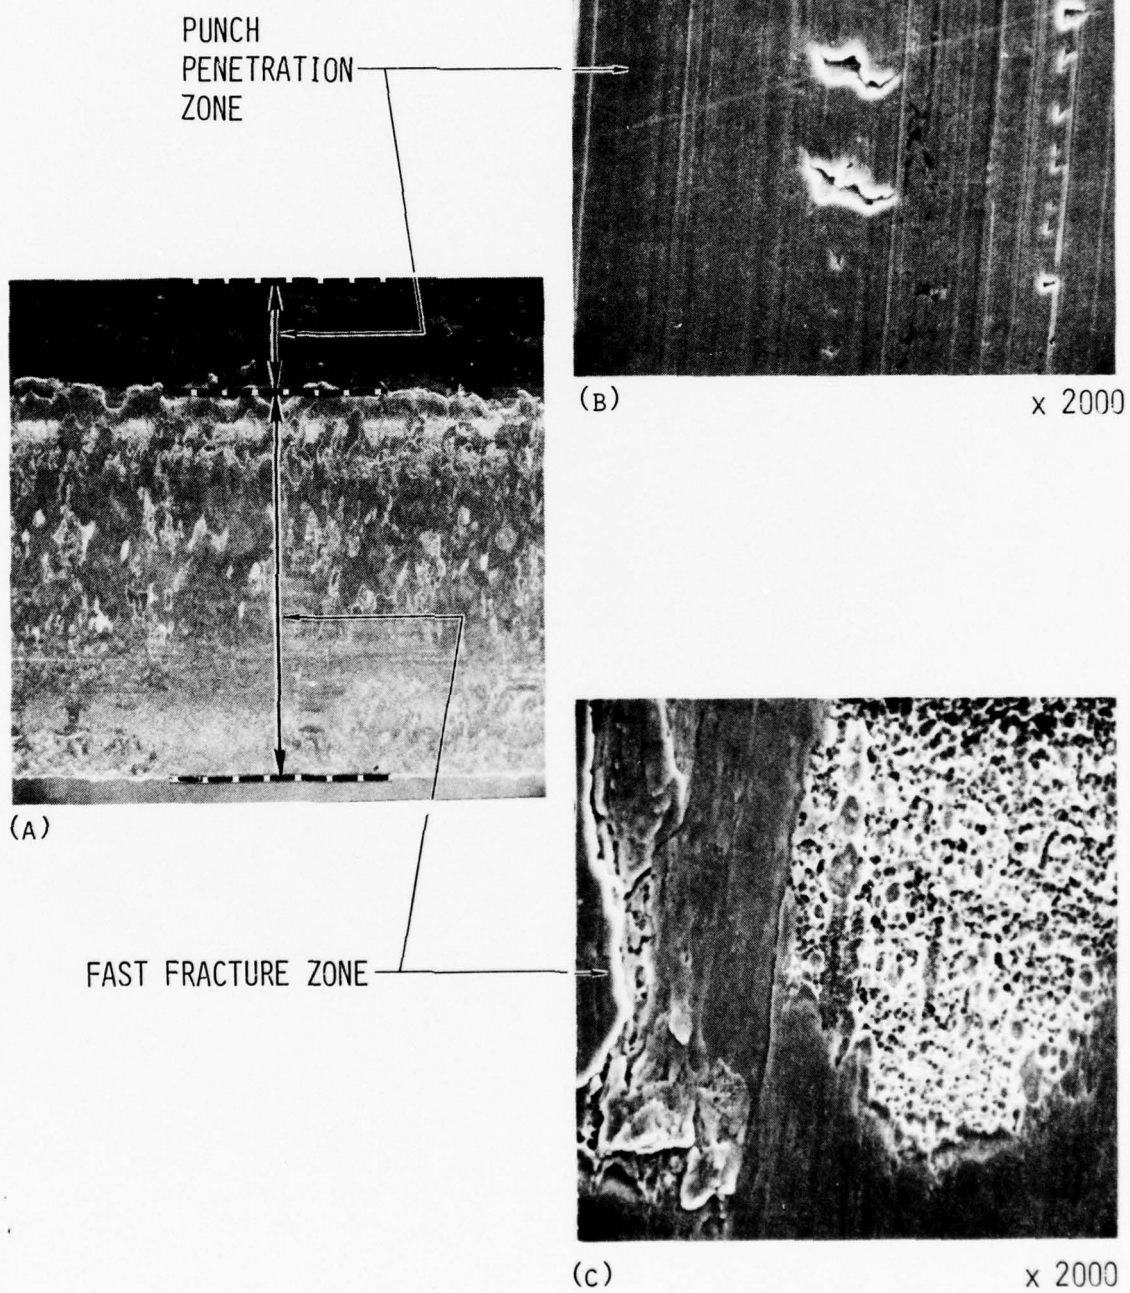 PUNCH
PENETRATION
ZONE
(B)
x 2000
(A)
FAST FRACTURE ZONE
(C)
x 2000